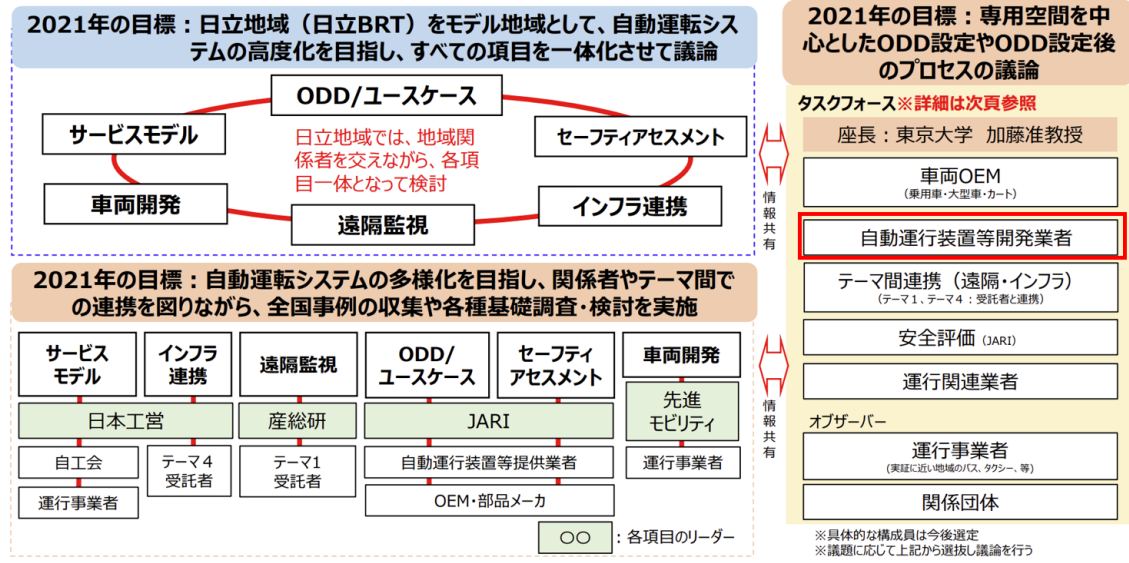 2021年の目標：日立地域（日立BRT）をモデル地域として、自動運転シス
テムの高度化を目指し、すべての項目を一体化させて議論
ODD/ユースケース
サービスモデル
セーフティアセスメント
日立地域では、地域関
係者を交えながら、各項
目一体となって検討
車両開発
インフラ連携
遠隔監視
情報共有
2021年の目標：自動運転システムの多様化を目指し、関係者やテーマ間で
の連携を図りながら、全国事例の収集や各種基礎調査・検討を実施
サービス
モデル
インフラ
連携
遠隔監視
ODD/
ユースケース
セーフティ
アセスメント
車両開発
日本工営
産総研
JARI
先進
モビリティ
自工会
テーマ４
受託者
テーマ1
受託者
自動運行装置等提供業者
運行事業者
運行事業者
OEM・部品メーカ
〇〇
：各項目のリーダー
情報共有
2021年の目標：専用空間を中
心としたODD設定やODD設定後
のプロセスの議論
タスクフォース※詳細は次頁参照
座長：東京大学　加藤准教授
車両OEM
（乗用車・大型車・カート）
自動運行装置等開発業者
テーマ間連携（遠隔・インフラ）
（テーマ１、テーマ４：受託者と連携）
安全評価（JARI）
運行関連業者
オブザーバー
運行事業者
（実証に近い地域のバス、タクシー、等）
関係団体
※具体的な構成員は今後選定
※議題に応じて上記から選抜し議論を行う